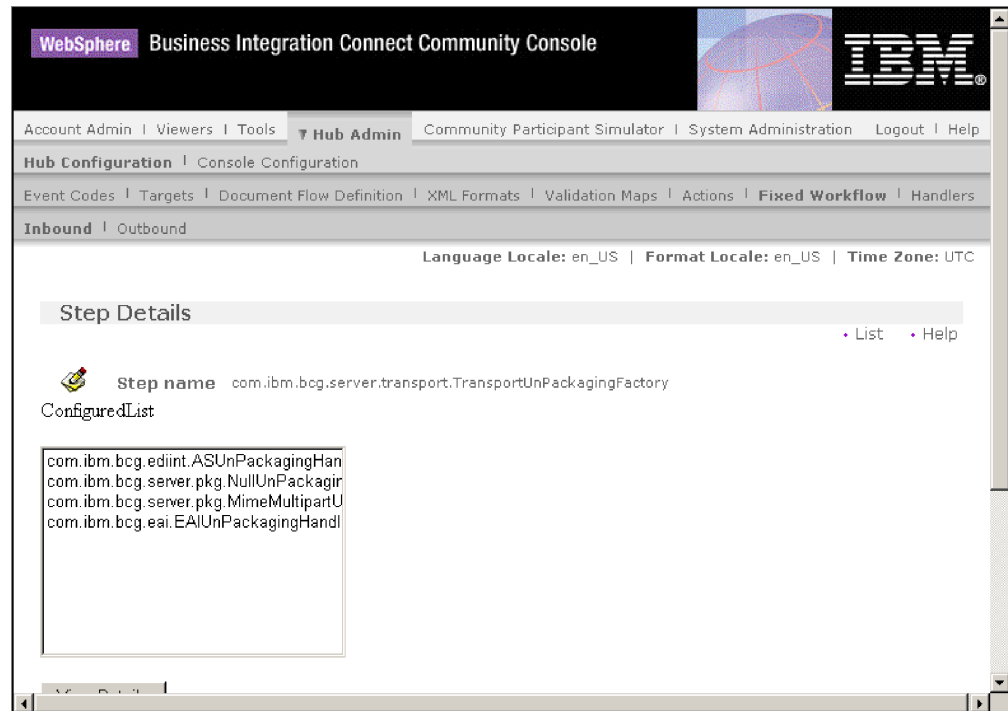 WebSphere Business Integration Connect Community Console
IBM®
Account Admin | Viewers | Tools ▼ Hub Admin Community Participant Simulator | System Administration Logout | Help
Hub Configuration | Console Configuration
Event Codes | Targets | Document Flow Definition | XML Formats | Validation Maps | Actions | Fixed Workflow | Handlers
Inbound | Outbound
Language Locale: en_US | Format Locale: en_US | Time Zone: UTC
Step Details
• List • Help
Step name com.ibm.bcg.server.transport.TransportUnPackagingFactory
ConfiguredList
com.ibm.bcg.ediint.ASUnPackagingHan
com.ibm.bcg.server.pkg.NullUnPackagin
com.ibm.bcg.server.pkg.MimeMultipartU
com.ibm.bcg.eai.EAIUnPackagingHandl